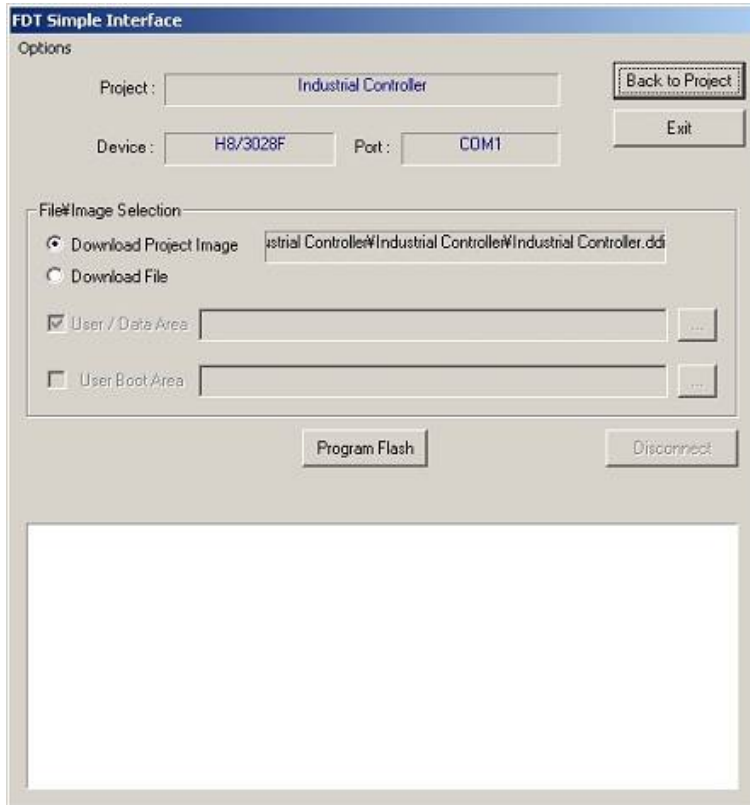 FDT Simple Interface
Options
Project : Industrial Controller Back to Project
Device : H8/3028F Port : COM1 Exit
File¥Image Selection
Download Project Image strial Controller¥Industrial Controller¥Industrial Controller.ddi
Download File
User / Data Area ...
User Boot Area ...
Program Flash Disconnect